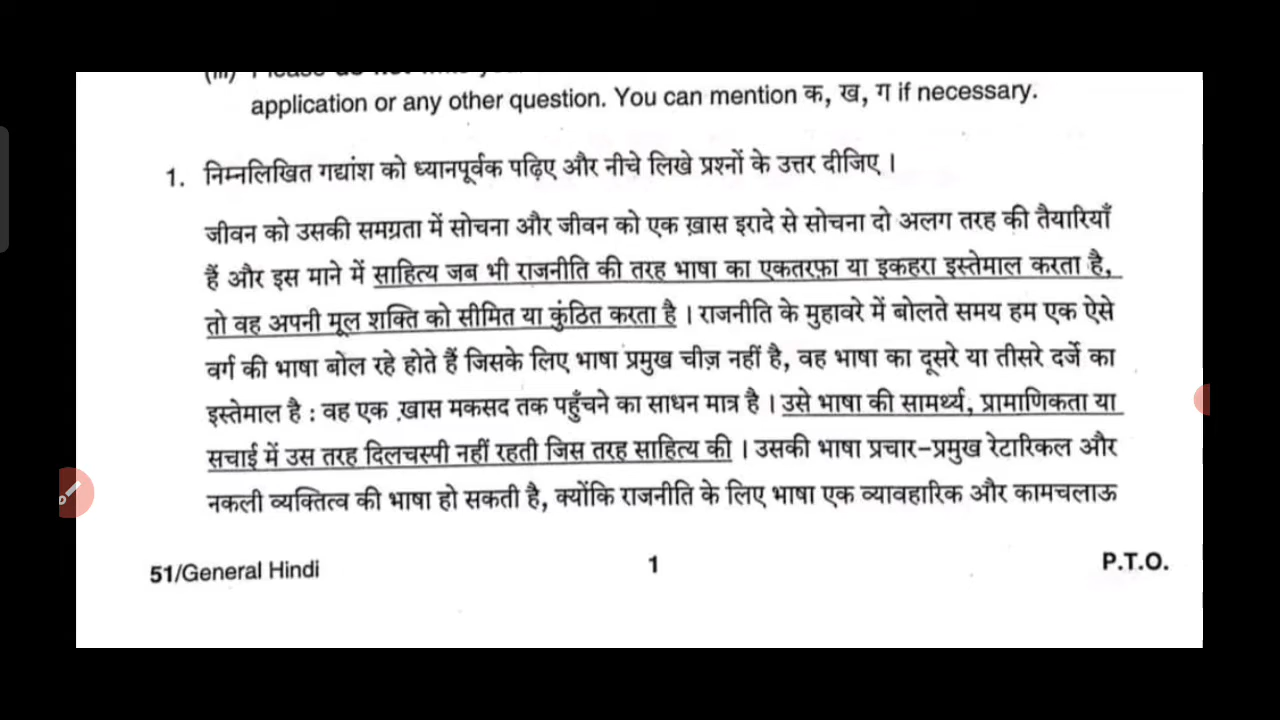 application or any other question. You can mention क, ख, ग if necessary.
1. निम्नलिखित गद्यांश को ध्यानपूर्वक पढ़िए और नीचे लिखे प्रश्नों के उत्तर दीजिए ।
जीवन को उसकी समग्रता में सोचना और जीवन को एक ख़ास इरादे से सोचना दो अलग तरह की तैयारियाँ
हैं और इस माने में साहित्य जब भी राजनीति की तरह भाषा का एकतरफ़ा या इकहरा इस्तेमाल करता है,
तो वह अपनी मूल शक्ति को सीमित या कुंठित करता है । राजनीति के मुहावरे में बोलते समय हम एक ऐसे
वर्ग की भाषा बोल रहे होते हैं जिसके लिए भाषा प्रमुख चीज़ नहीं है, वह भाषा का दूसरे या तीसरे दर्जे का
इस्तेमाल है : वह एक ख़ास मकसद तक पहुँचने का साधन मात्र है । उसे भाषा की सामर्थ्य, प्रामाणिकता या
सचाई में उस तरह दिलचस्पी नहीं रहती जिस तरह साहित्य की । उसकी भाषा प्रचार-प्रमुख रेटारिकल और
नकली व्यक्तित्व की भाषा हो सकती है, क्योंकि राजनीति के लिए भाषा एक व्यावहारिक और कामचलाऊ
51/General Hindi 1 P.T.O.